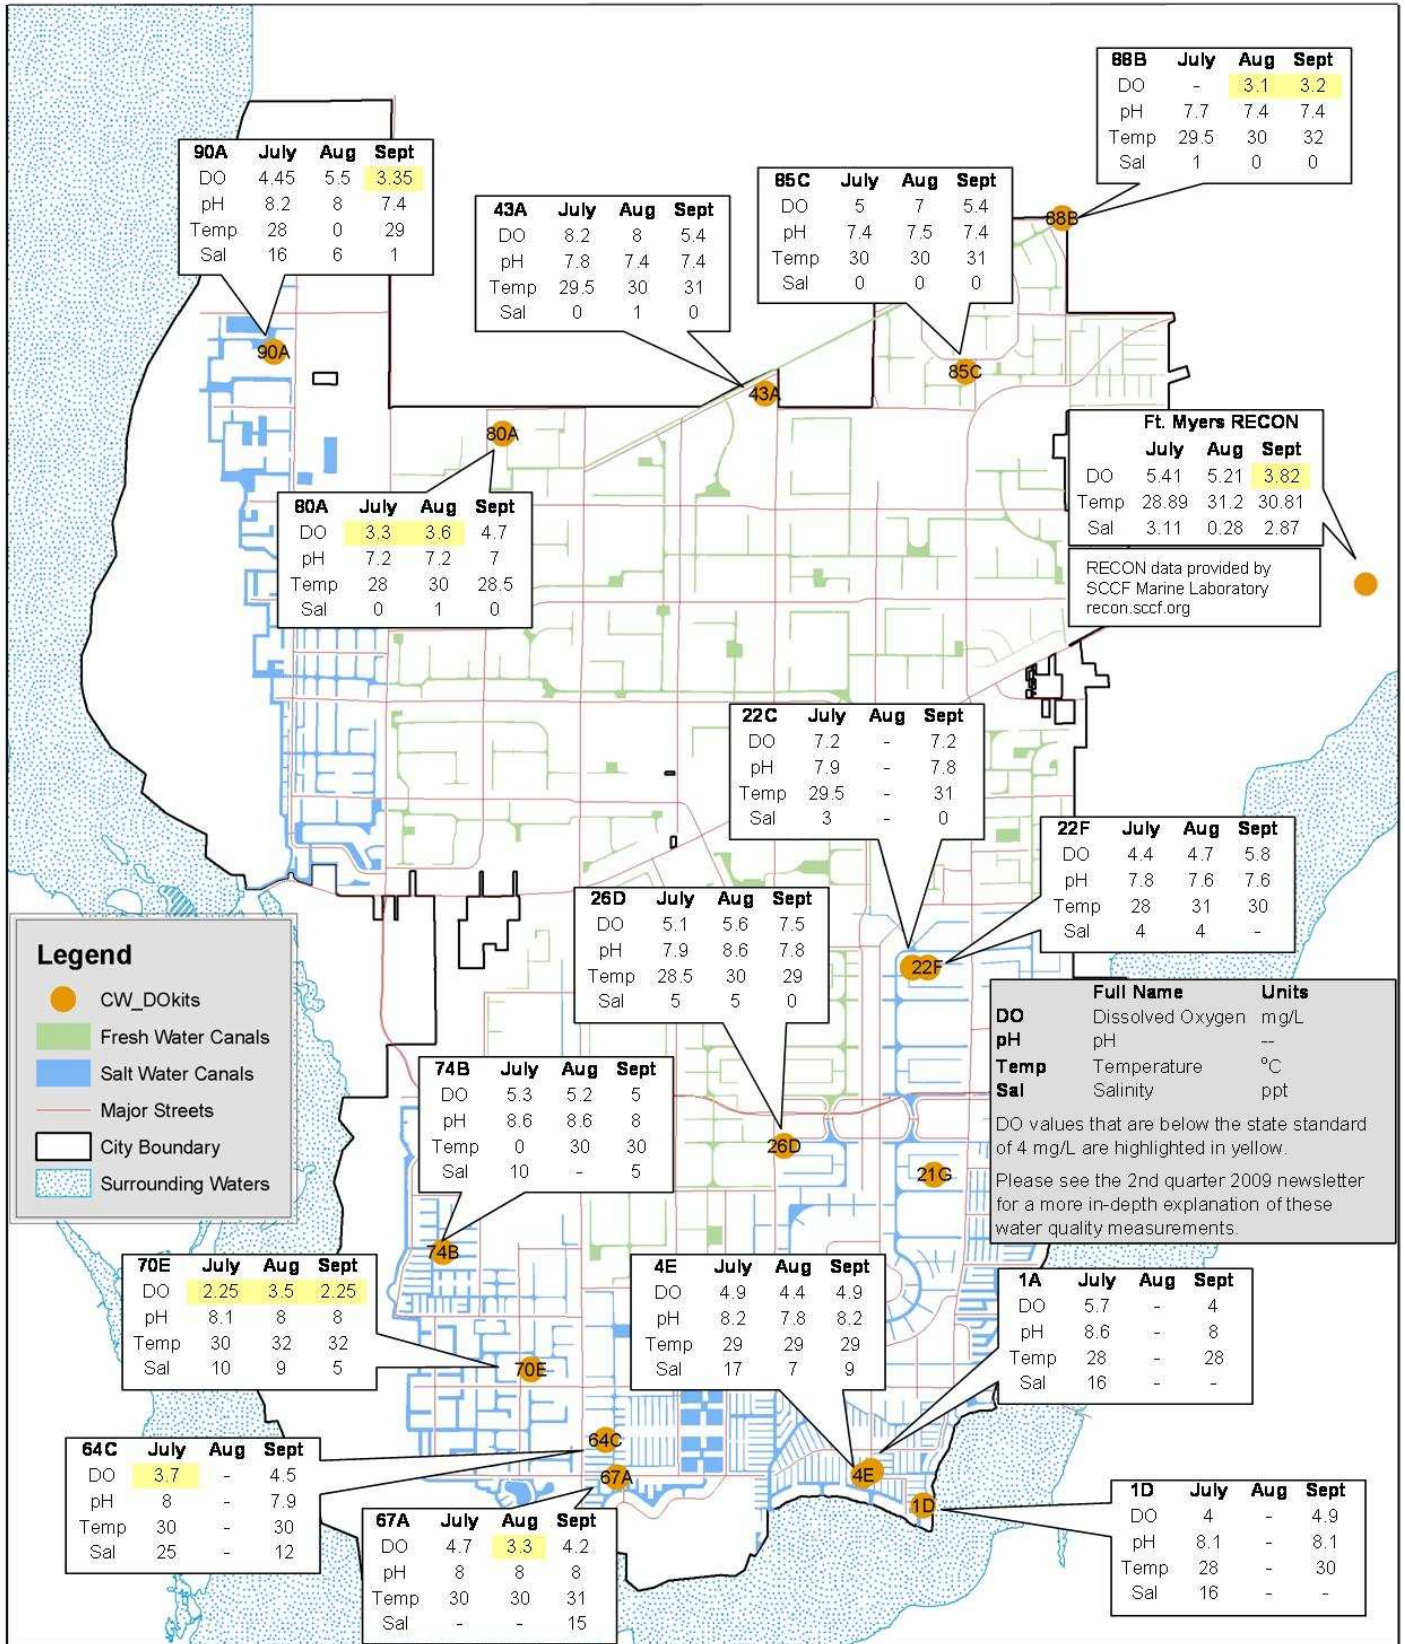 88B July Aug Sept
DO - 3.1 3.2
pH 7.7 7.4 7.4
Temp 29.5 30 32
Sal 1 0 0
90A July Aug Sept
DO 4.45 5.5 3.35
pH 8.2 8 7.4
Temp 28 0 29
Sal 16 6 1
85C July Aug Sept
DO 5 7 5.4
pH 7.4 7.5 7.4
Temp 30 30 31
Sal 0 0 0
43A July Aug Sept
DO 8.2 8 5.4
pH 7.8 7.4 7.4
Temp 29.5 30 31
Sal 0 1 0
88B
90A
85C
43A
80A
Ft. Myers RECON
July Aug Sept
DO 5.41 5.21 3.82
Temp 28.89 31.2 30.81
Sal 3.11 0.28 2.87
RECON data provided by
SCCF Marine Laboratory
recon.sccf.org
80A July Aug Sept
DO 3.3 3.6 4.7
pH 7.2 7.2 7
Temp 28 30 28.5
Sal 0 1 0
22C July Aug Sept
DO 7.2 - 7.2
pH 7.9 - 7.8
Temp 29.5 - 31
Sal 3 - 0
22F July Aug Sept
DO 4.4 4.7 5.8
pH 7.8 7.6 7.6
Temp 28 31 30
Sal 4 4 -
26D July Aug Sept
DO 5.1 5.6 7.5
pH 7.9 8.6 7.8
Temp 28.5 30 29
Sal 5 5 0
22F
Legend
CW_DOkits
Fresh Water Canals
Salt Water Canals
Major Streets
City Boundary
Surrounding Waters
Full Name Units
DO Dissolved Oxygen mg/L
pH pH --
Temp Temperature °C
Sal Salinity ppt
DO values that are below the state standard
of 4 mg/L are highlighted in yellow.
Please see the 2nd quarter 2009 newsletter
for a more in-depth explanation of these
water quality measurements.
74B July Aug Sept
DO 5.3 5.2 5
pH 8.6 8.6 8
Temp 0 30 30
Sal 10 - 5
26D
21G
74B
70E July Aug Sept
DO 2.25 3.5 2.25
pH 8.1 8 8
Temp 30 32 32
Sal 10 9 5
4E July Aug Sept
DO 4.9 4.4 4.9
pH 8.2 7.8 8.2
Temp 29 29 29
Sal 17 7 9
1A July Aug Sept
DO 5.7 - 4
pH 8.6 - 8
Temp 28 - 28
Sal 16 - -
70E
64C
67A
4E
1D
64C July Aug Sept
DO 3.7 - 4.5
pH 8 - 7.9
Temp 30 - 30
Sal 25 - 12
67A July Aug Sept
DO 4.7 3.3 4.2
pH 8 8 8
Temp 30 30 31
Sal - - 15
1D July Aug Sept
DO 4 - 4.9
pH 8.1 - 8.1
Temp 28 - 30
Sal 16 - -